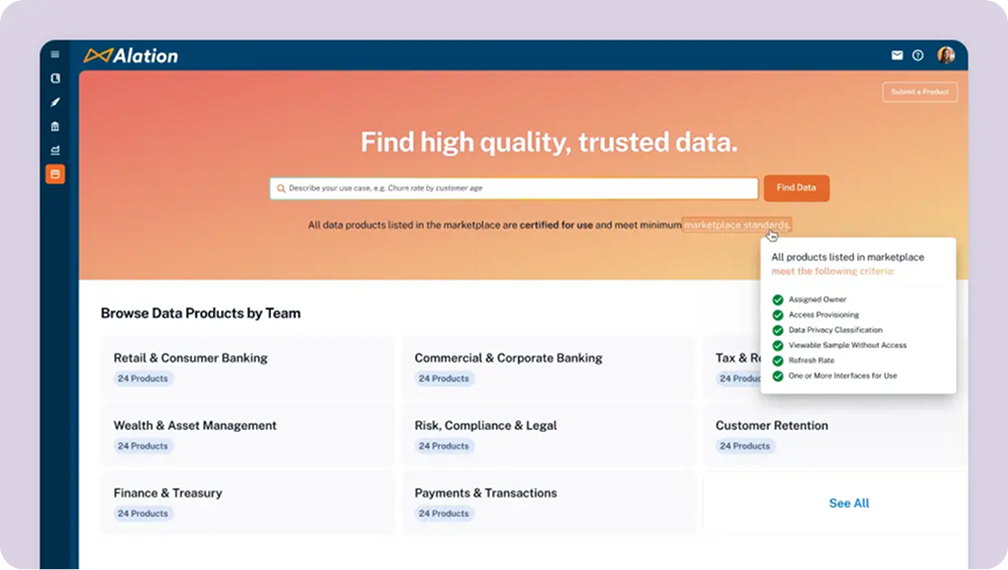 Alation
Submit a Product
Find high quality, trusted data.
Describe your use case, e.g. Churn rate by customer age
Find Data
All data products listed in the marketplace are certified for use and meet minimum marketplace standards.
All products listed in marketplace
meet the following criteria:
Assigned Owner
Access Provisioning
Data Privacy Classification
Viewable Sample Without Access
Refresh Rate
One or More Interfaces for Use
Browse Data Products by Team
Retail & Consumer Banking
24 Products
Commercial & Corporate Banking
24 Products
Tax &
24
Wealth & Asset Management
24 Products
Risk, Compliance & Legal
24 Products
Customer Retention
24 Products
Finance & Treasury
24 Products
Payments & Transactions
24 Products
See All